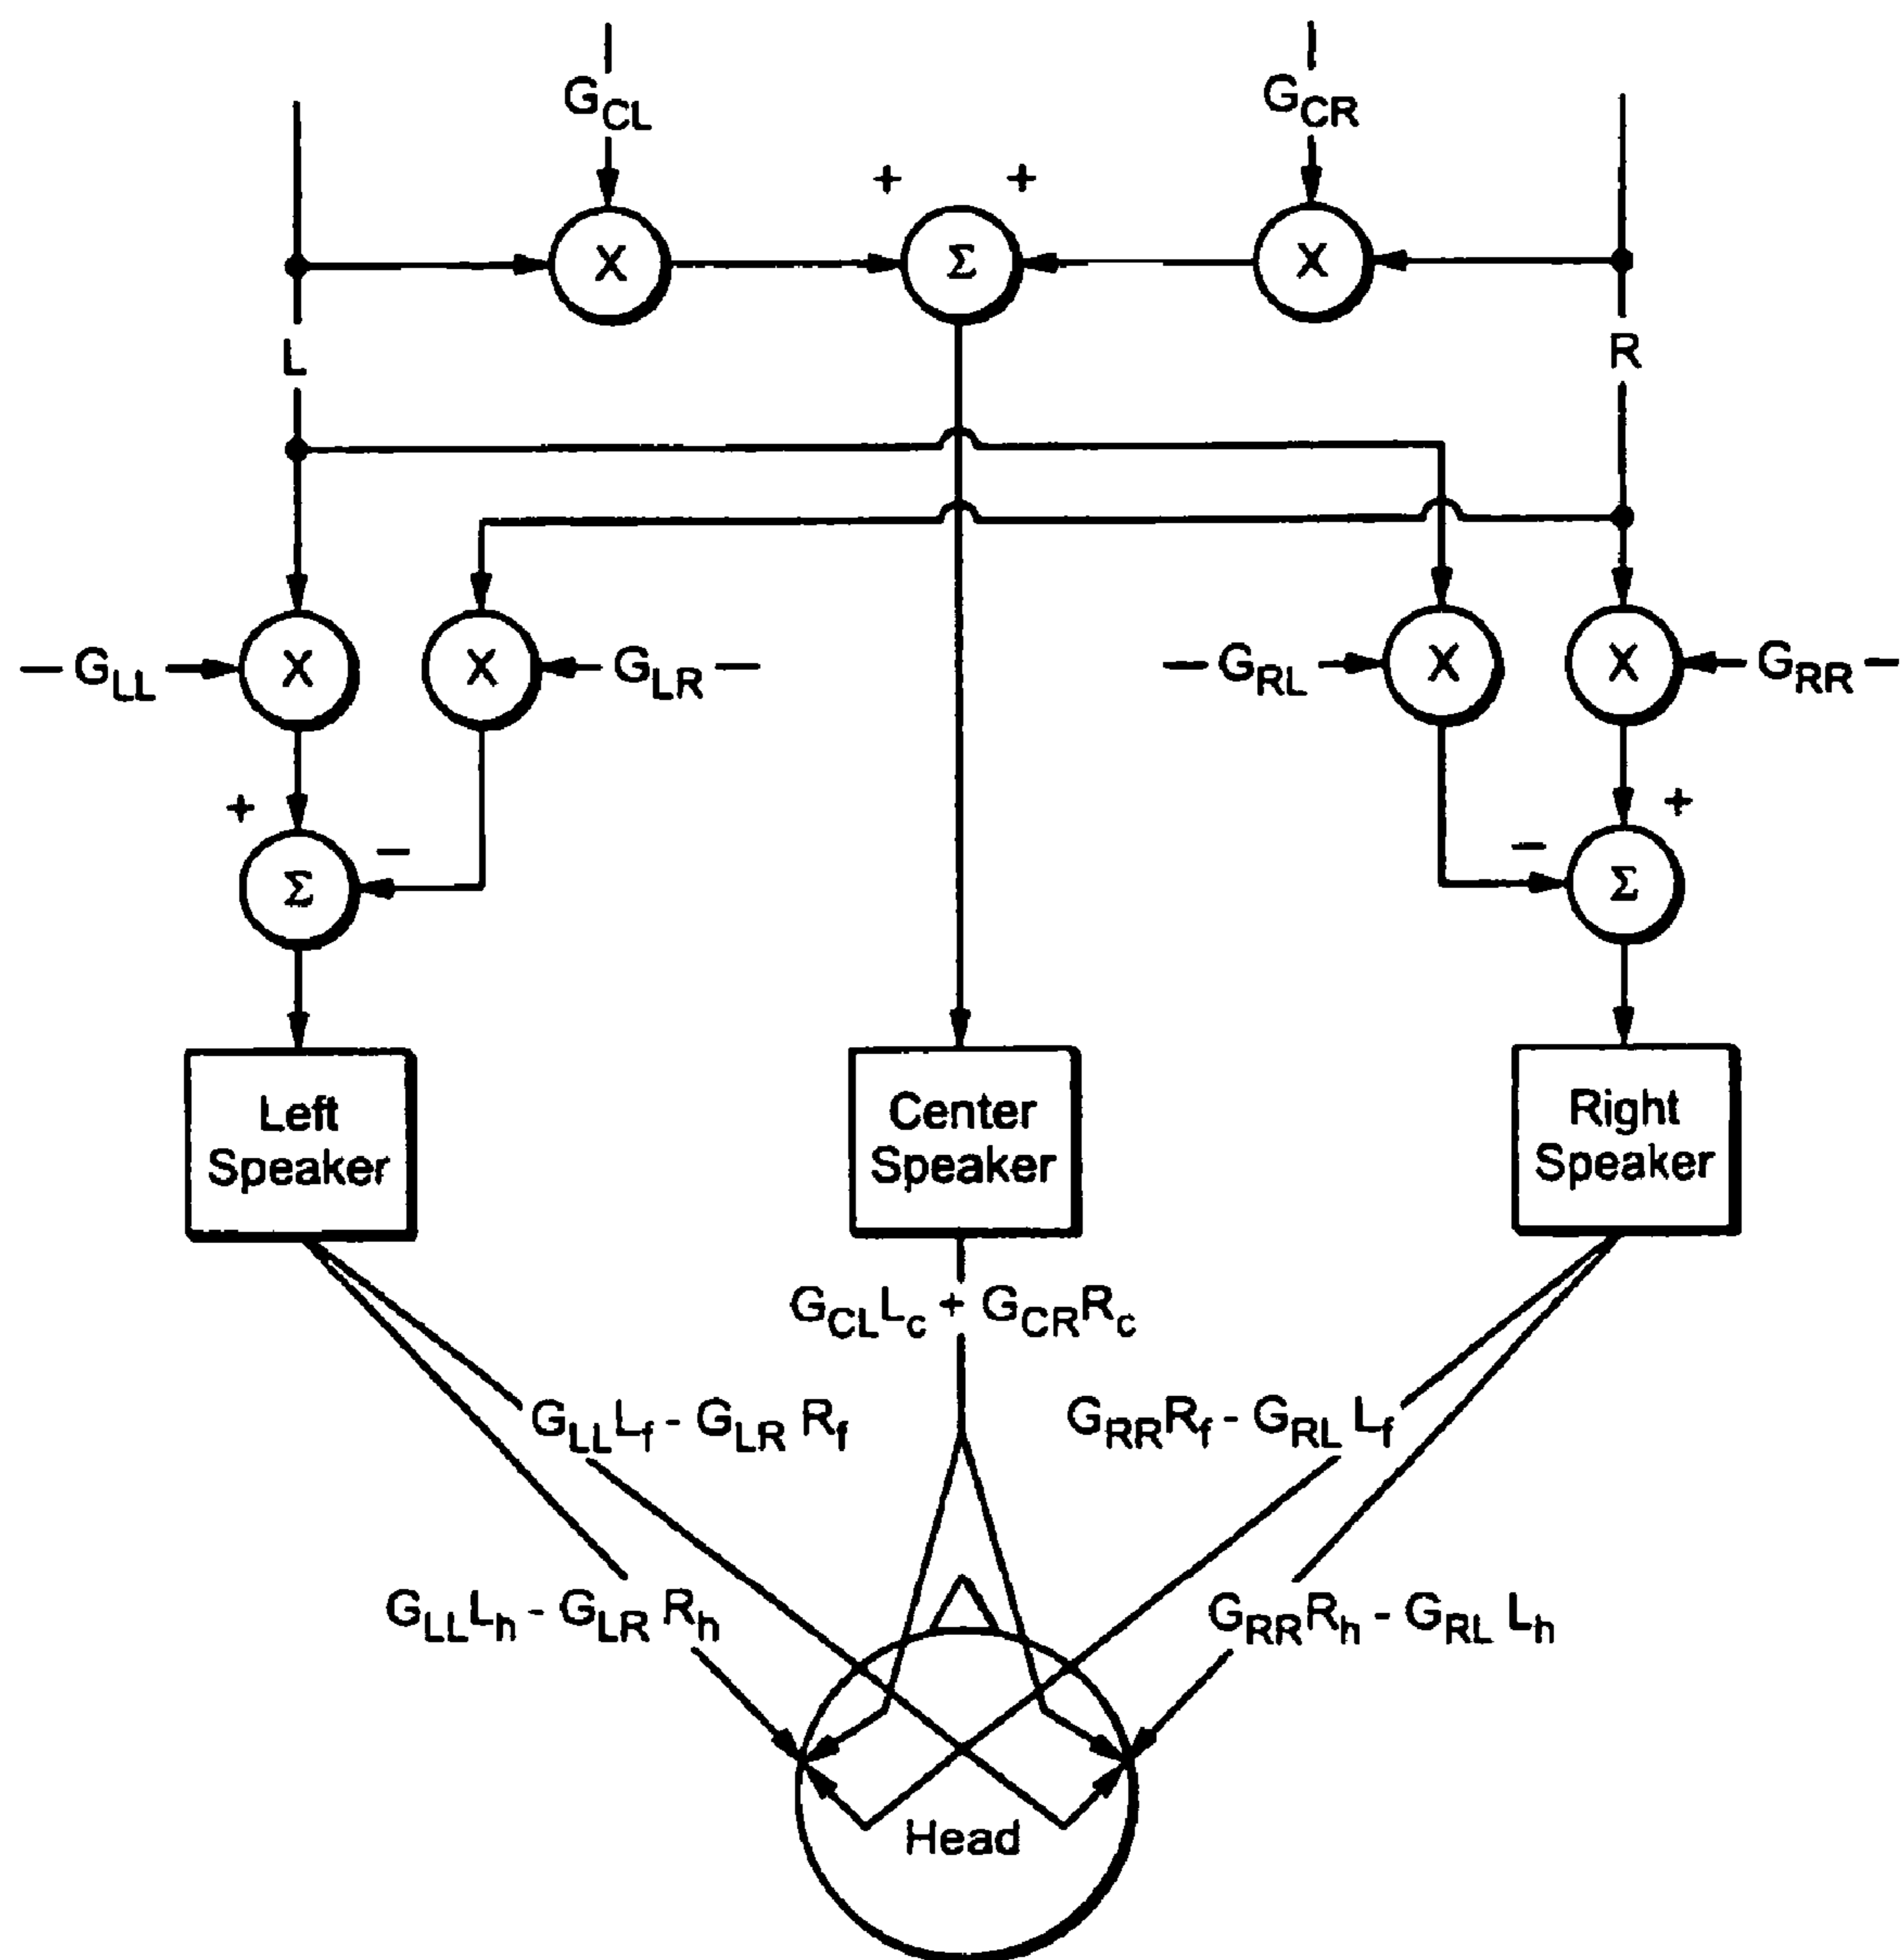 G_CL G_CR
+ +
X Σ X
L R
— G_LL X X G_LR — — G_RL X X G_RR —
+ − − +
Σ Σ
Left Speaker
Center Speaker
Right Speaker
G_CL L_c + G_CR R_c
G_LL L_f - G_LR R_f
G_RR R_f - G_RL L_f
G_LL L_h - G_LR R_h
G_RR R_h - G_RL L_h
Head